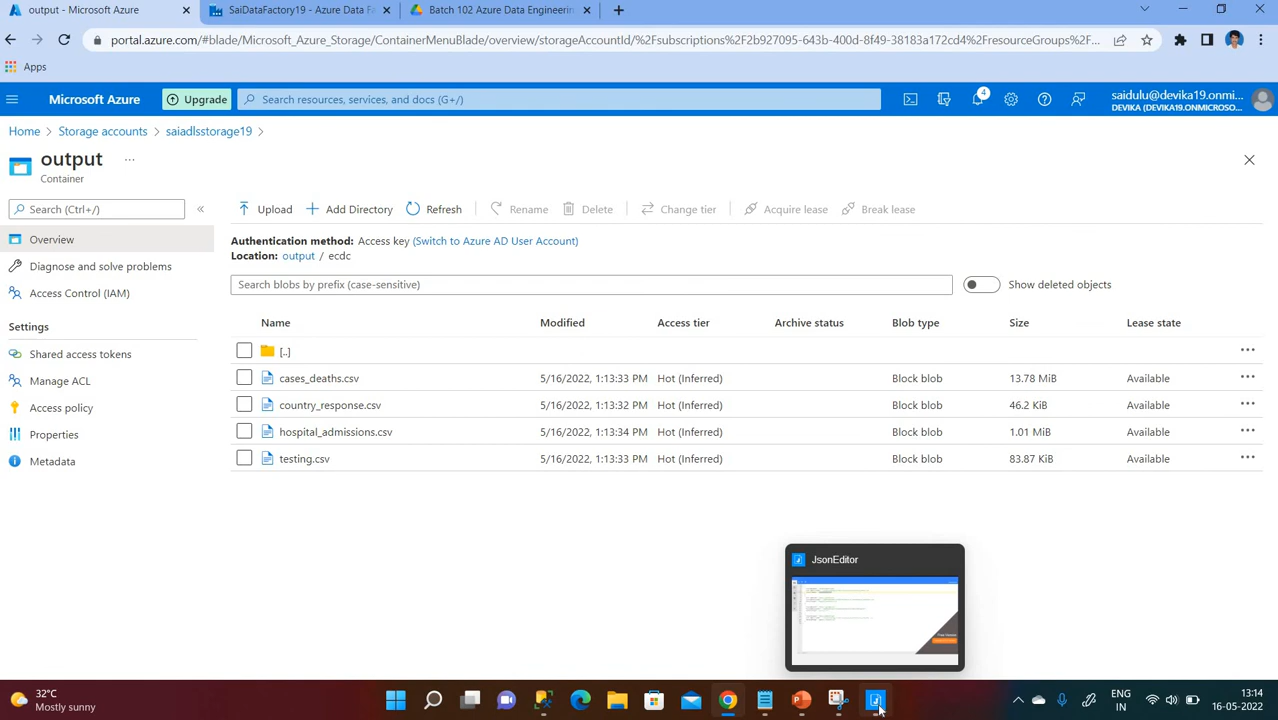 output - Container
SaiDataFactory19 - Azure Data Fa
Batch 102 Azure Data Engineerin
portal.azure.com/#blade/Microsoft_Azure_Storage/ContainerMenuBlade/overview/storageAccountId/%2Fsubscriptions%2F2b927095-643b-400d-8f49-38183a172cd4%2FresourceGroups%2F...
Apps
Microsoft Azure
Upgrade
Search resources, services, and docs (G+/)
4
saidulu@devika19.onmi...
DEVIKA (DEVIKA19.ONMICROSO...
Home > Storage accounts > saiadlsstorage19 >
output ...
Container
Search (Ctrl+/)
«
Upload
Add Directory
Refresh
Rename
Delete
Change tier
Acquire lease
Break lease
Overview
Diagnose and solve problems
Access Control (IAM)
Settings
Shared access tokens
Manage ACL
Access policy
Properties
Metadata
Authentication method: Access key (Switch to Azure AD User Account)
Location: output / ecdc
Search blobs by prefix (case-sensitive)
Show deleted objects
Name Modified Access tier Archive status Blob type Size Lease state
[..]
cases_deaths.csv 5/16/2022, 1:13:33 PM Hot (Inferred) Block blob 13.78 MiB Available
country_response.csv 5/16/2022, 1:13:32 PM Hot (Inferred) Block blob 46.2 KiB Available
hospital_admissions.csv 5/16/2022, 1:13:34 PM Hot (Inferred) Block blob 1.01 MiB Available
testing.csv 5/16/2022, 1:13:33 PM Hot (Inferred) Block blob 83.87 KiB Available
JsonEditor
32°C
Mostly sunny
ENG
IN
13:14
16-05-2022